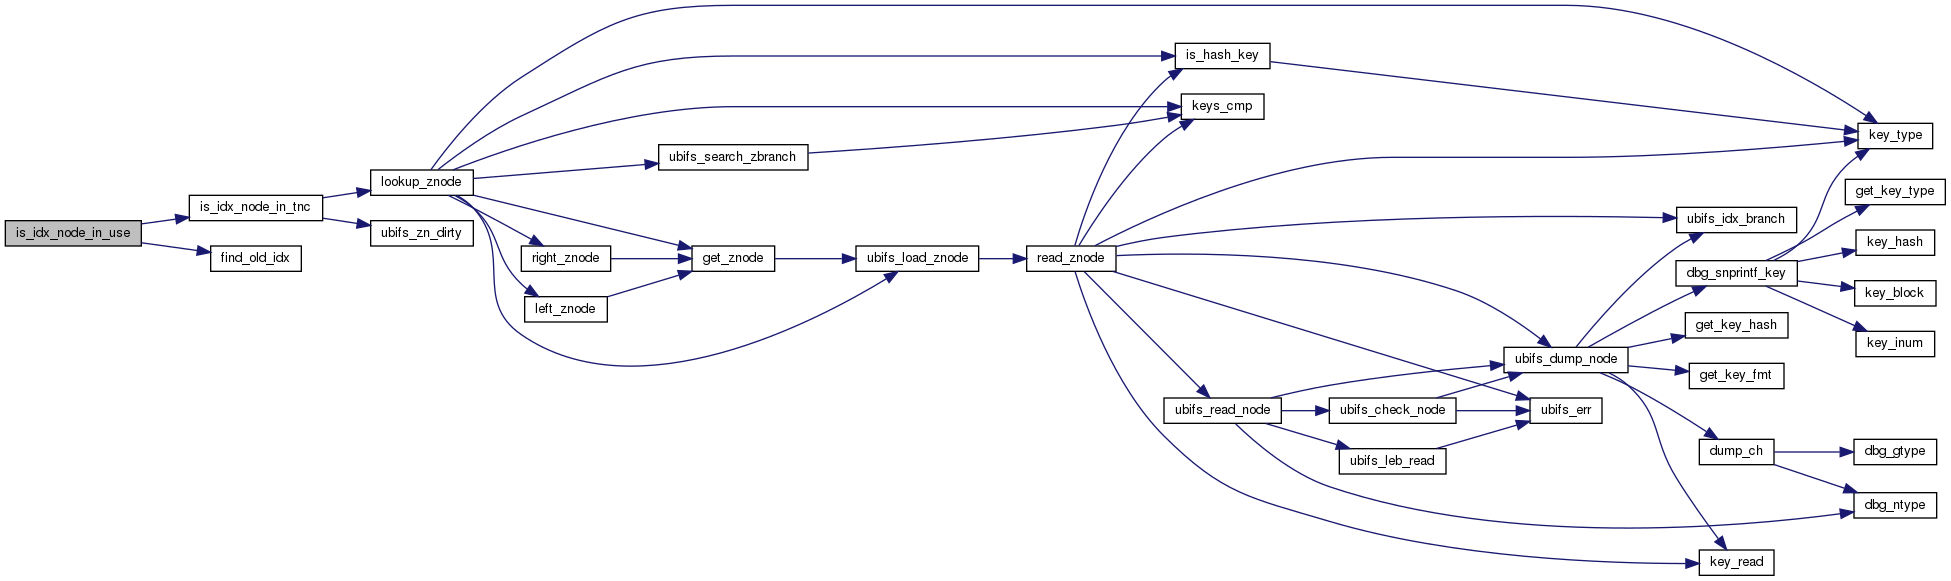 is_idx_node_in_use
is_idx_node_in_tnc
find_old_idx
lookup_znode
ubifs_zn_dirty
right_znode
left_znode
ubifs_search_zbranch
get_znode
ubifs_load_znode
read_znode
is_hash_key
keys_cmp
ubifs_read_node
ubifs_check_node
ubifs_leb_read
ubifs_dump_node
ubifs_err
ubifs_idx_branch
dbg_snprintf_key
get_key_hash
get_key_fmt
dump_ch
key_read
key_type
get_key_type
key_hash
key_block
key_inum
dbg_gtype
dbg_ntype